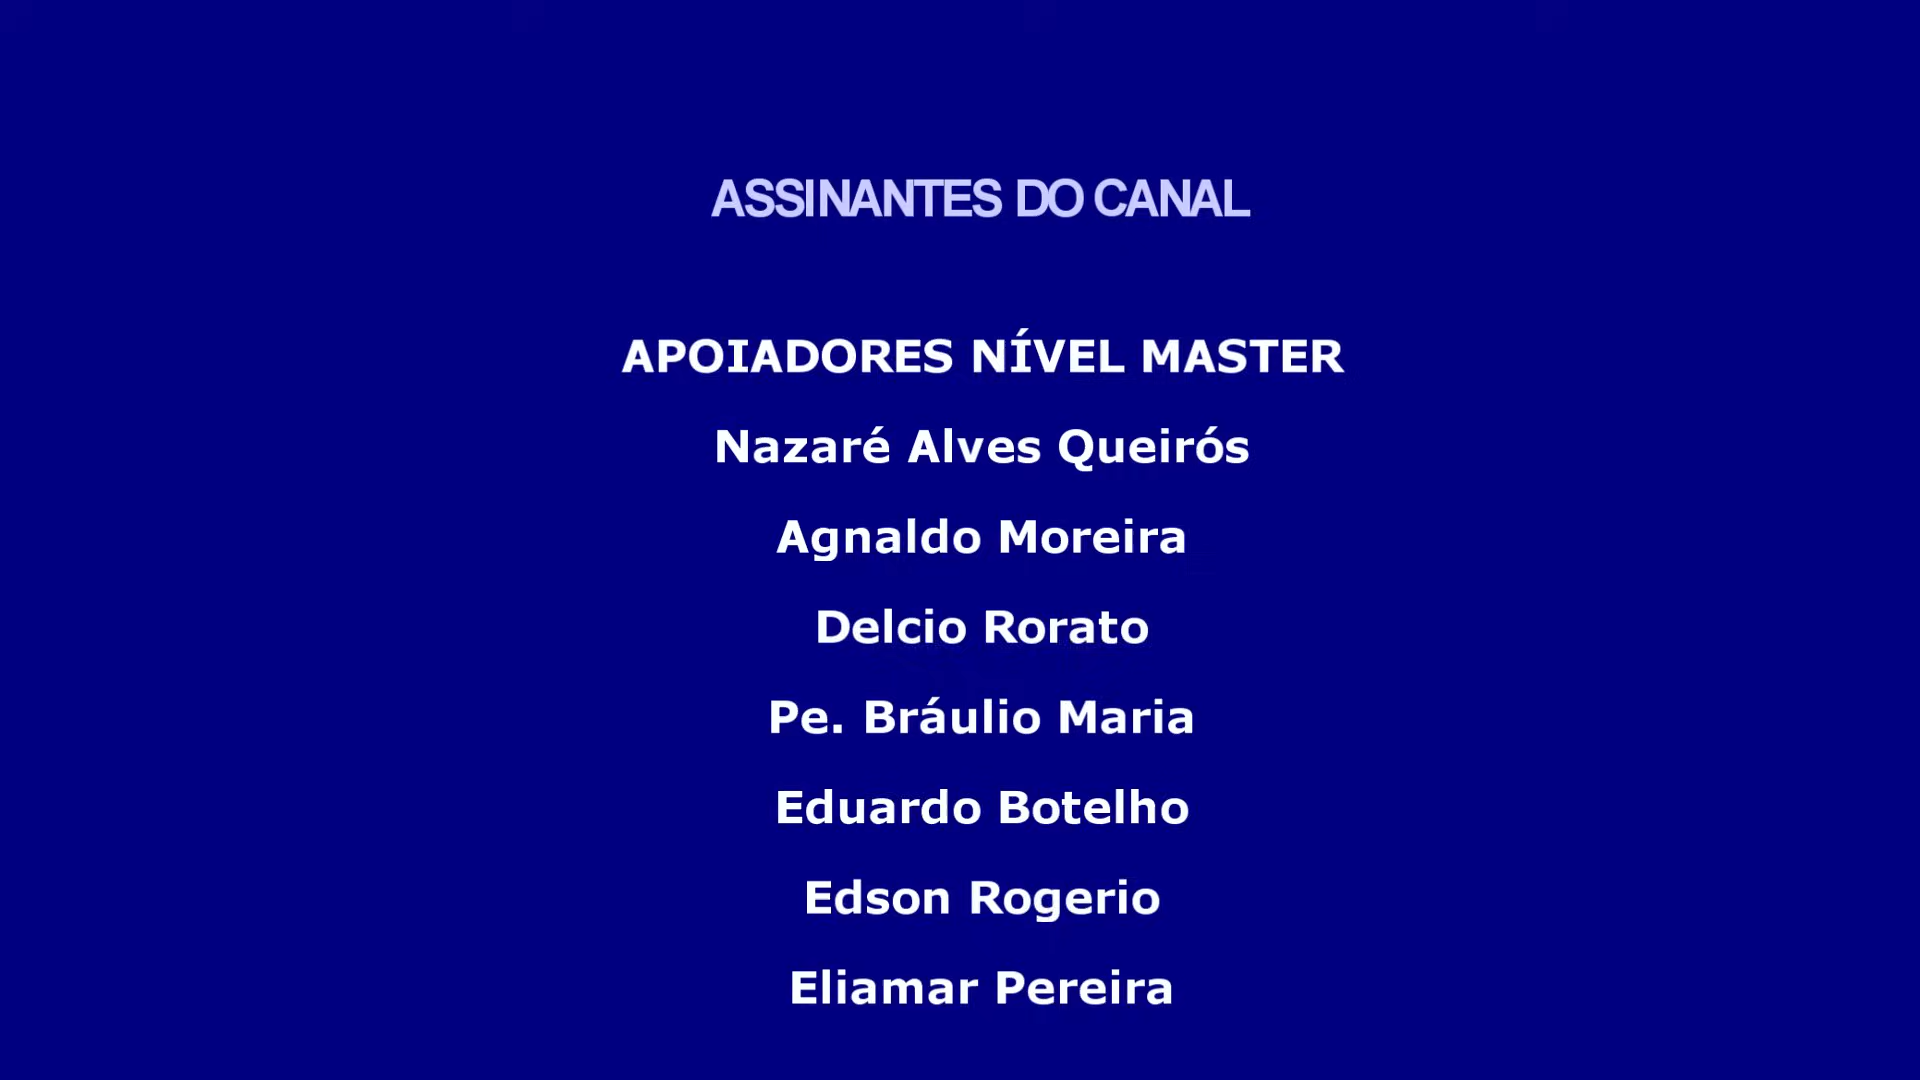 ASSINANTES DO CANAL
APOIADORES NÍVEL MASTER
Nazaré Alves Queirós
Agnaldo Moreira
Delcio Rorato
Pe. Bráulio Maria
Eduardo Botelho
Edson Rogerio
Eliamar Pereira